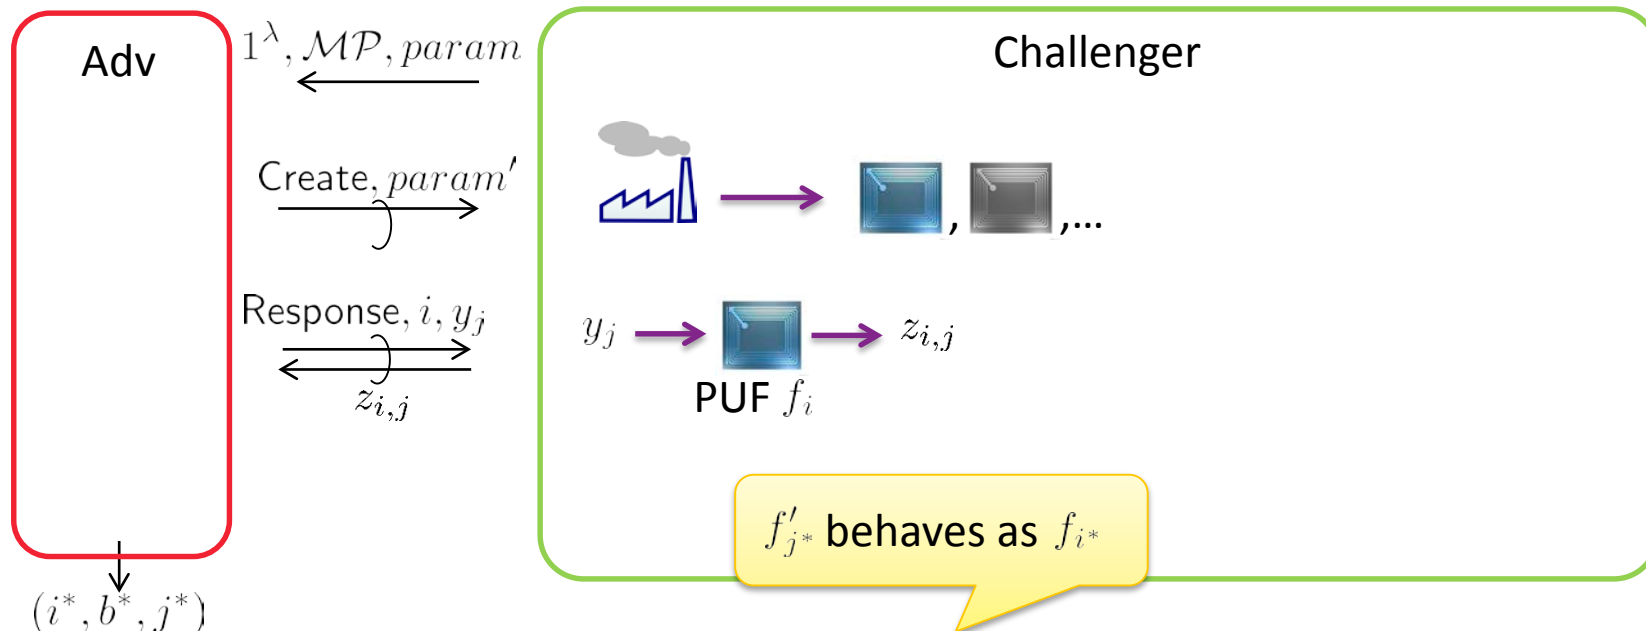 Adv
Challenger
1^λ, 𝓜𝓟, param
Create, param′
, ,...
Response, i, y_j
z_{i,j}
y_j
z_{i,j}
PUF f_i
f′_{j*} behaves as f_{i*}
(i*, b*, j*)